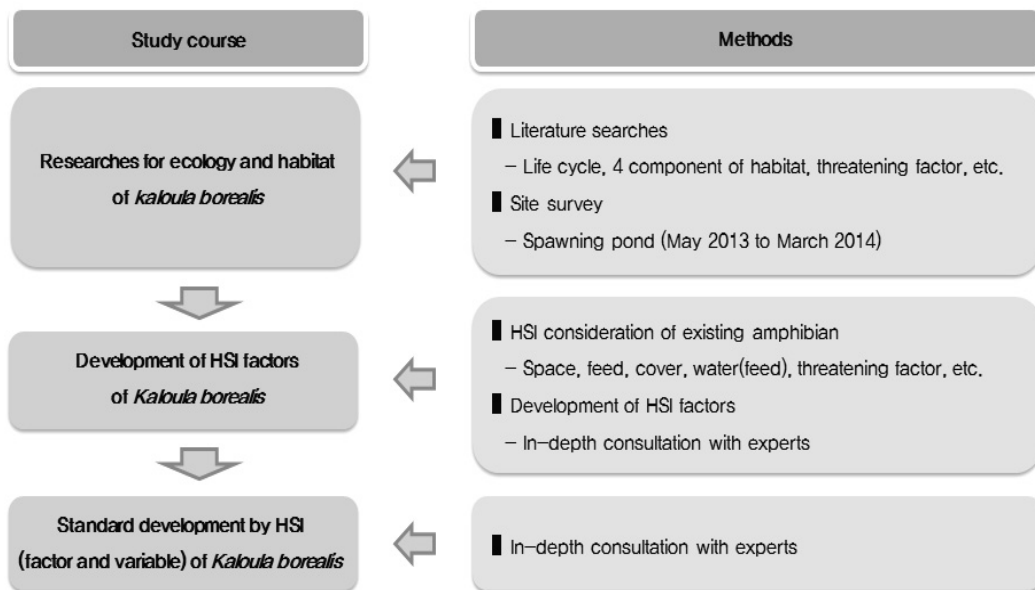 Study course
Methods
Researches for ecology and habitat
of kaloula borealis
■ Literature searches
– Life cycle, 4 component of habitat, threatening factor, etc.
■ Site survey
– Spawning pond (May 2013 to March 2014)
Development of HSI factors
of Kaloula borealis
■ HSI consideration of existing amphibian
– Space, feed, cover, water(feed), threatening factor, etc.
■ Development of HSI factors
– In-depth consultation with experts
Standard development by HSI
(factor and variable) of Kaloula borealis
■ In-depth consultation with experts